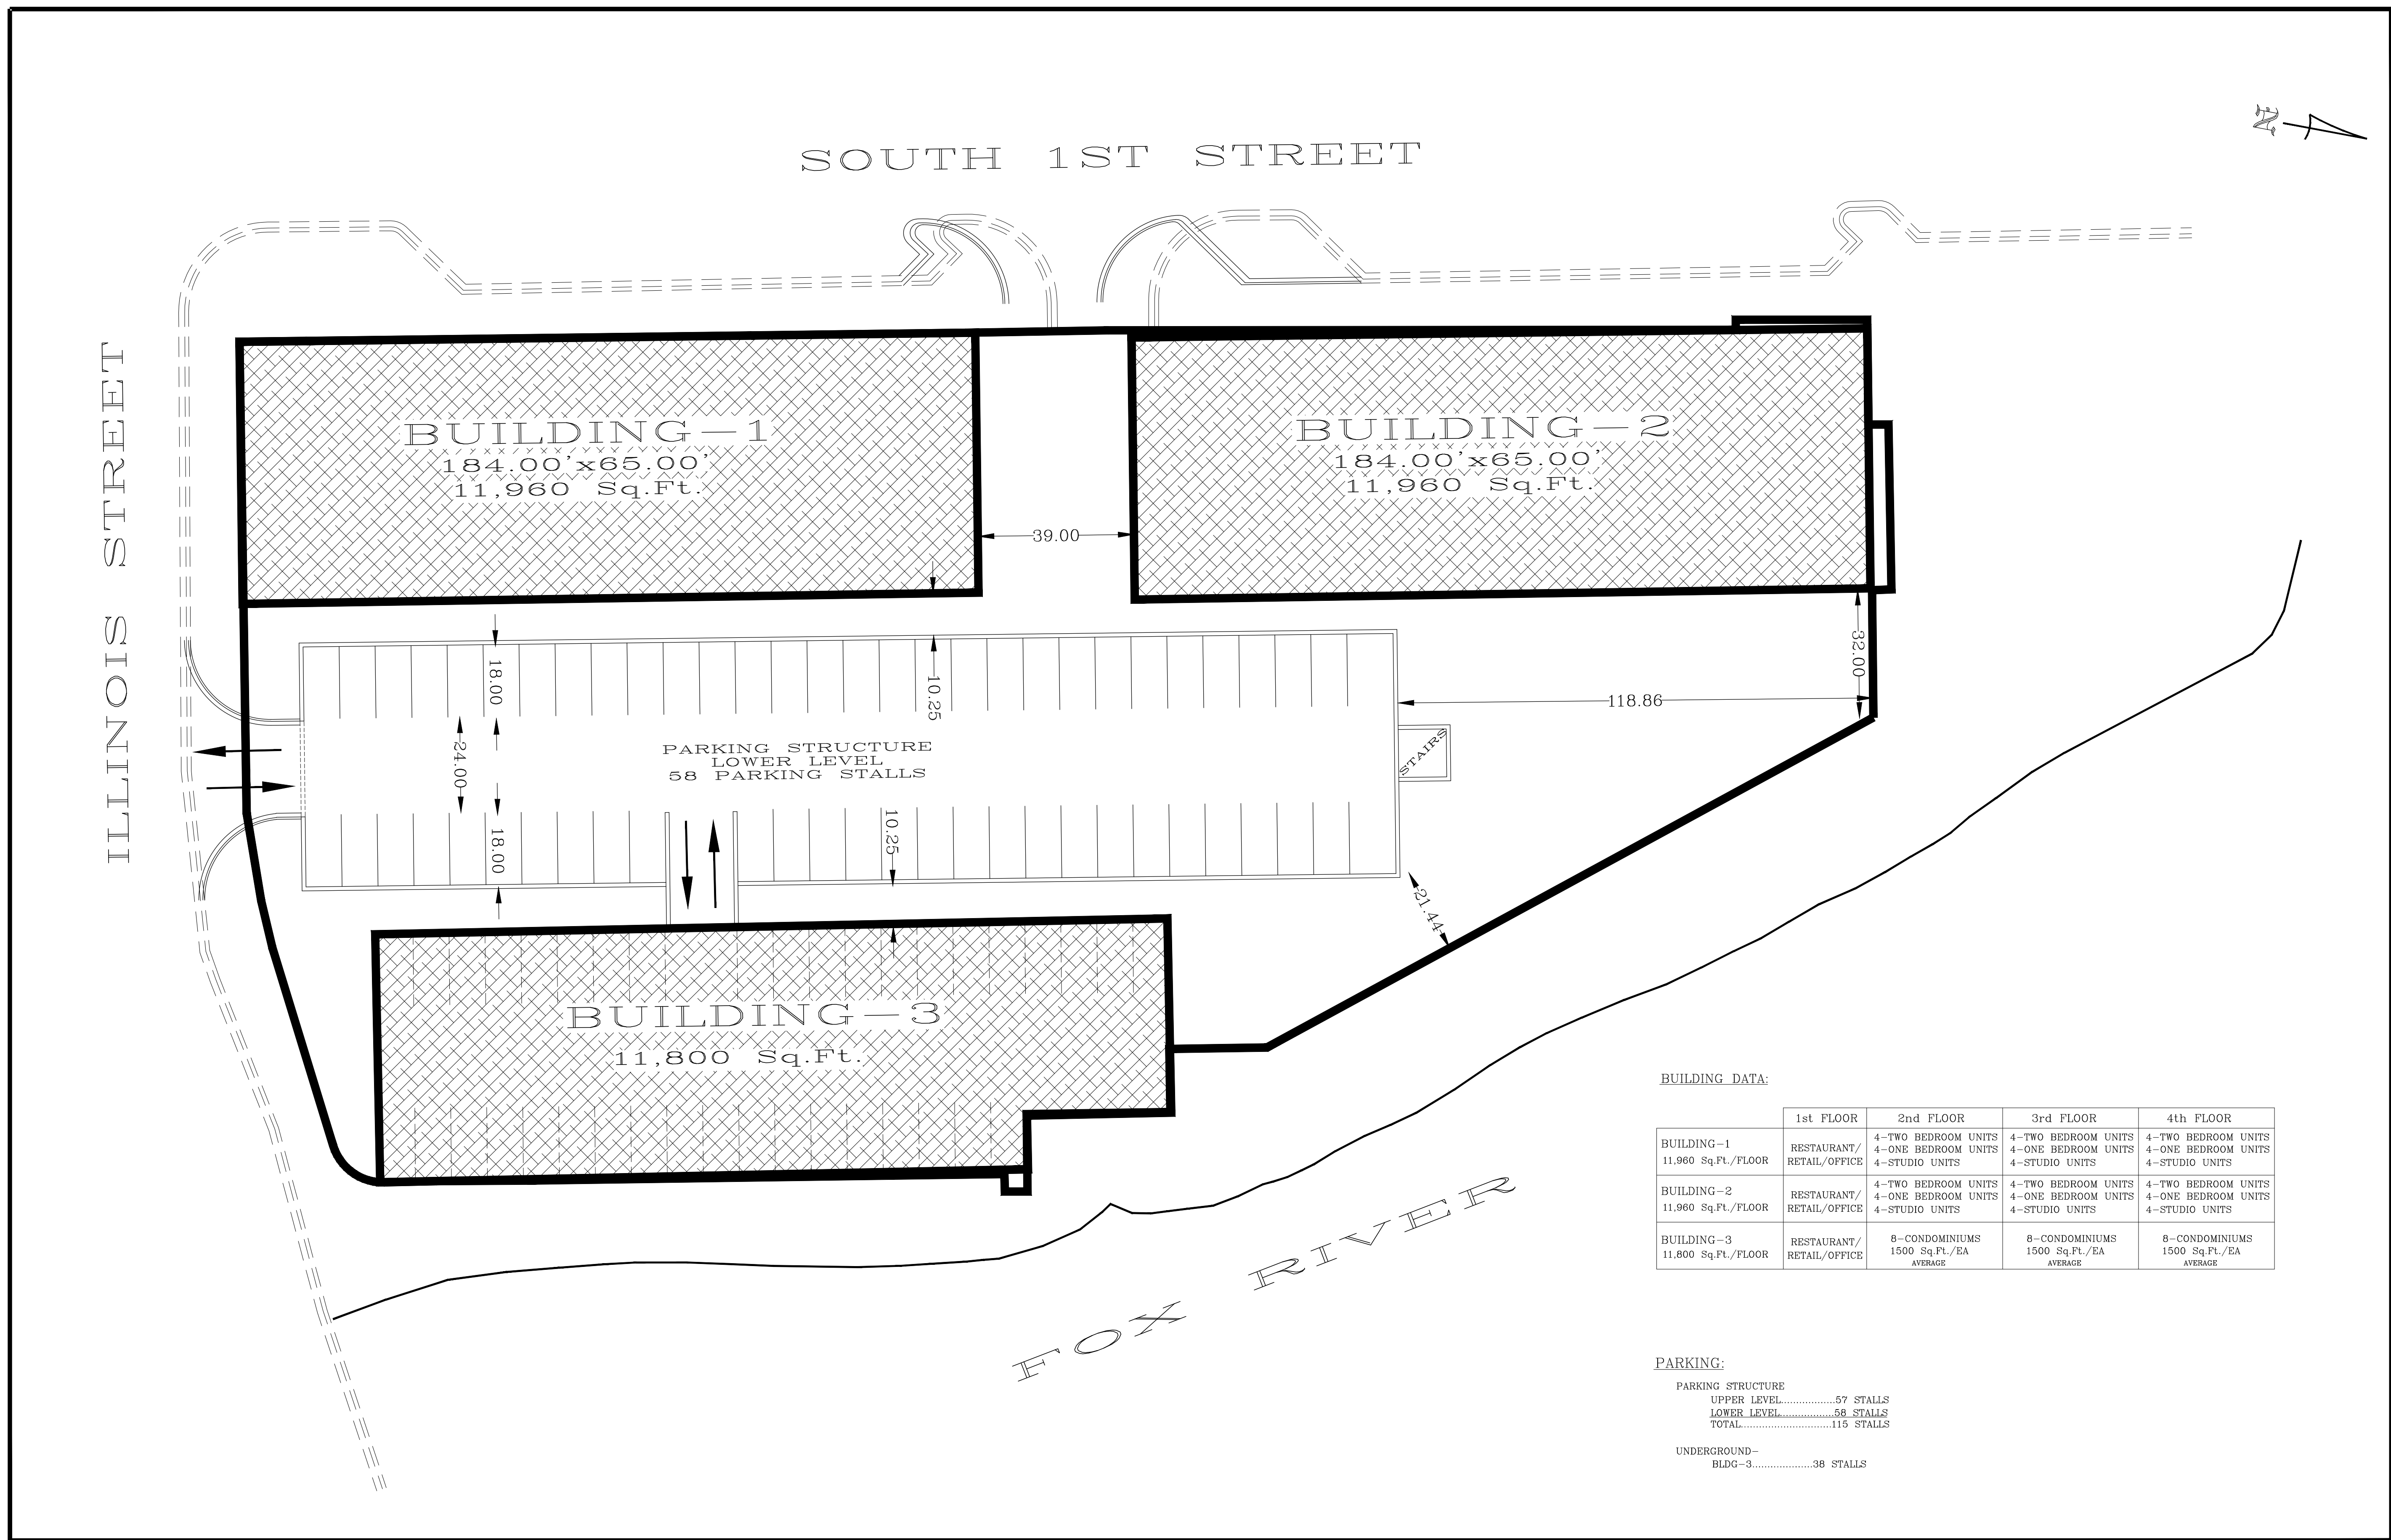 SOUTH 1ST STREET
N
ILLINOIS STREET
BUILDING-1
184.00'x65.00'
11,960 Sq.Ft.
BUILDING-2
184.00'x65.00'
11,960 Sq.Ft.
39.00
32.00
18.00
10.25
118.86
24.00
PARKING STRUCTURE
LOWER LEVEL
58 PARKING STALLS
STAIRS
18.00
10.25
21.44
BUILDING-3
11,800 Sq.Ft.
FOX RIVER
BUILDING DATA:
1st FLOOR 2nd FLOOR 3rd FLOOR 4th FLOOR
BUILDING-1
11,960 Sq.Ft./FLOOR
RESTAURANT/
RETAIL/OFFICE
4-TWO BEDROOM UNITS
4-ONE BEDROOM UNITS
4-STUDIO UNITS
4-TWO BEDROOM UNITS
4-ONE BEDROOM UNITS
4-STUDIO UNITS
4-TWO BEDROOM UNITS
4-ONE BEDROOM UNITS
4-STUDIO UNITS
BUILDING-2
11,960 Sq.Ft./FLOOR
RESTAURANT/
RETAIL/OFFICE
4-TWO BEDROOM UNITS
4-ONE BEDROOM UNITS
4-STUDIO UNITS
4-TWO BEDROOM UNITS
4-ONE BEDROOM UNITS
4-STUDIO UNITS
4-TWO BEDROOM UNITS
4-ONE BEDROOM UNITS
4-STUDIO UNITS
BUILDING-3
11,800 Sq.Ft./FLOOR
RESTAURANT/
RETAIL/OFFICE
8-CONDOMINIUMS
1500 Sq.Ft./EA
AVERAGE
8-CONDOMINIUMS
1500 Sq.Ft./EA
AVERAGE
8-CONDOMINIUMS
1500 Sq.Ft./EA
AVERAGE
PARKING:
PARKING STRUCTURE
UPPER LEVEL..................57 STALLS
LOWER LEVEL..................58 STALLS
TOTAL..............................115 STALLS
UNDERGROUND-
BLDG-3....................38 STALLS